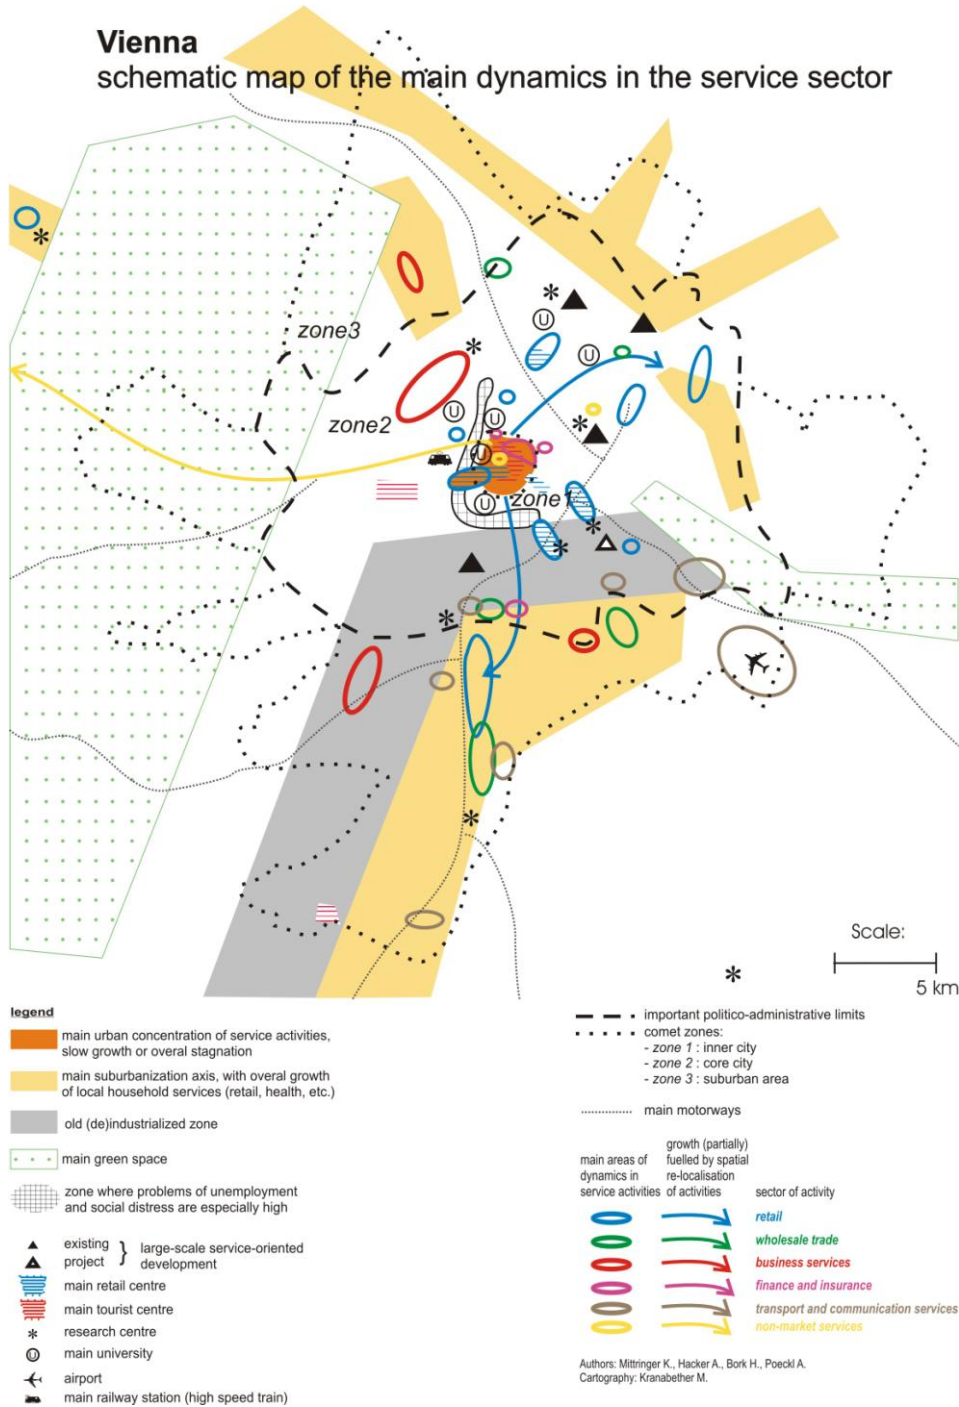 Vienna
schematic map of the main dynamics in the service sector
zone3
zone2
zone1
U
U
U
U
U
U
Scale:
5 km
legend
main urban concentration of service activities,
slow growth or overal stagnation
main suburbanization axis, with overal growth
of local household services (retail, health, etc.)
old (de)industrialized zone
main green space
zone where problems of unemployment
and social distress are especially high
existing
project
} large-scale service-oriented
development
main retail centre
main tourist centre
research centre
U main university
airport
main railway station (high speed train)
important politico-administrative limits
comet zones:
- zone 1 : inner city
- zone 2 : core city
- zone 3 : suburban area
main motorways
main areas of
dynamics in
service activities
growth (partially)
fuelled by spatial
re-localisation
of activities
sector of activity
retail
wholesale trade
business services
finance and insurance
transport and communication services
non-market services
Authors: Mittringer K., Hacker A., Bork H., Poeckl A.
Cartography: Kranabether M.